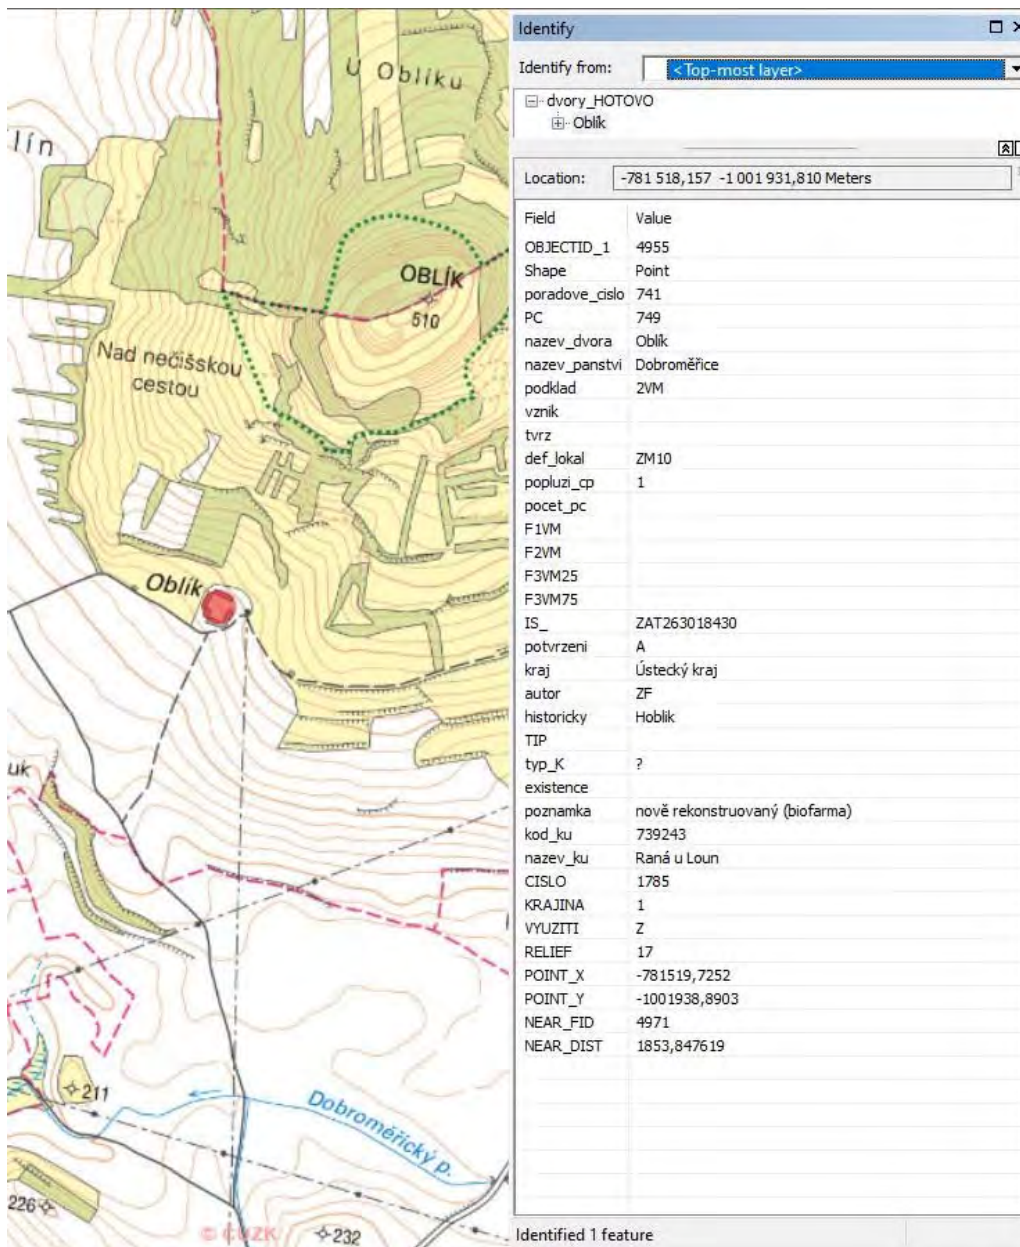 u Oblíku
lín
OBLÍK
510
Nad nečišskou
cestou
Oblík
uk
211
Dobroměřický p.
226
© ČÚZK
232
Identify
Identify from: <Top-most layer>
dvory_HOTOVO
Oblík
Location: -781 518,157 -1 001 931,810 Meters
Field Value
OBJECTID_1 4955
Shape Point
poradove_cislo 741
PC 749
nazev_dvora Oblík
nazev_panstvi Dobroměřice
podklad 2VM
vznik
tvrz
def_lokal ZM10
popluzi_cp 1
pocet_pc
F1VM
F2VM
F3VM25
F3VM75
IS_ ZAT263018430
potvrzeni A
kraj Ústecký kraj
autor ZF
historicky Hoblik
TIP
typ_K ?
existence
poznamka nově rekonstruovaný (biofarma)
kod_ku 739243
nazev_ku Raná u Loun
CISLO 1785
KRAJINA 1
VYUZITI Z
RELIEF 17
POINT_X -781519,7252
POINT_Y -1001938,8903
NEAR_FID 4971
NEAR_DIST 1853,847619
Identified 1 feature